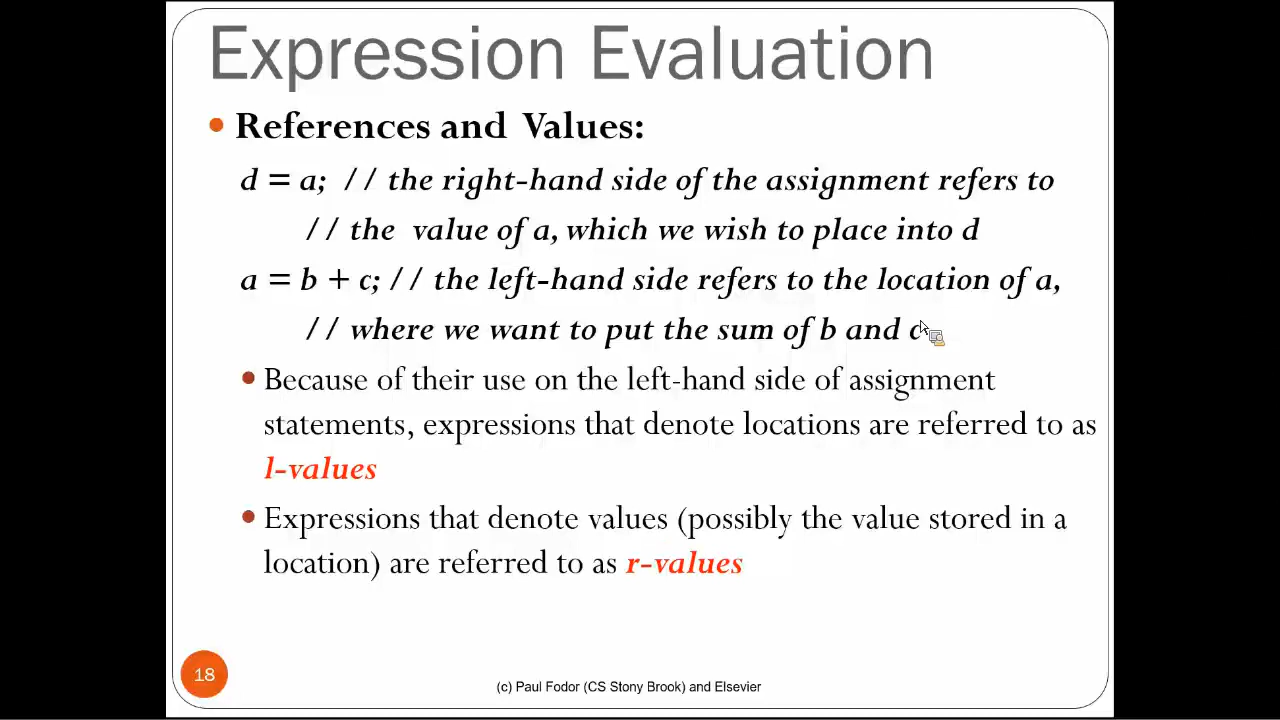 Expression Evaluation
• References and Values:
d = a; // the right-hand side of the assignment refers to
// the value of a, which we wish to place into d
a = b + c; // the left-hand side refers to the location of a,
// where we want to put the sum of b and c
• Because of their use on the left-hand side of assignment
statements, expressions that denote locations are referred to as
l-values
• Expressions that denote values (possibly the value stored in a
location) are referred to as r-values
18
(c) Paul Fodor (CS Stony Brook) and Elsevier